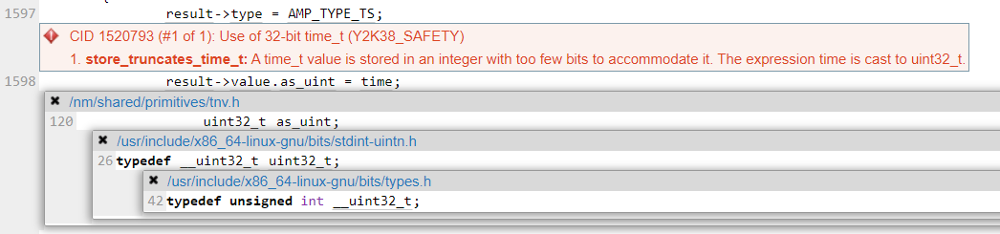 1597 result->type = AMP_TYPE_TS;
CID 1520793 (#1 of 1): Use of 32-bit time_t (Y2K38_SAFETY)
1. store_truncates_time_t: A time_t value is stored in an integer with too few bits to accommodate it. The expression time is cast to uint32_t.
1598 result->value.as_uint = time;
/nm/shared/primitives/tnv.h
120 uint32_t as_uint;
/usr/include/x86_64-linux-gnu/bits/stdint-uintn.h
26 typedef __uint32_t uint32_t;
/usr/include/x86_64-linux-gnu/bits/types.h
42 typedef unsigned int __uint32_t;